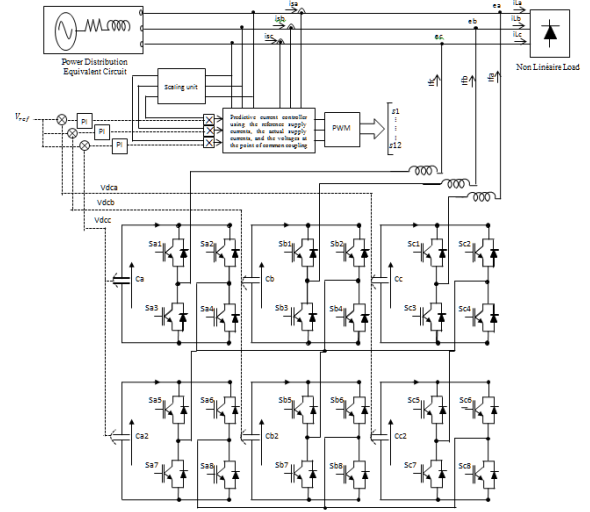 isa
isb
isc
ea
eb
ec
iLa
iLb
iLc
Power Distribution
Equivalent Circuit
Non Linéaire Load
Scaling unit
Ifc
Ifb
Ifa
Vref
PI
PI
PI
Predictive current controller
using the reference supply
currents, the actual supply
currents, and the voltages at
the point of common coupling
PWM
s1
s12
Vdca
Vdcb
Vdcc
Sa1
Sa2
Sb1
Sb2
Sc1
Sc2
Ca
Cb
Cc
Sa3
Sa4
Sb3
Sb4
Sc3
Sc4
Sa5
Sa6
Sb5
Sb6
Sc5
Sc6
Ca2
Cb2
Cc2
Sa7
Sa8
Sb7
Sb8
Sc7
Sc8